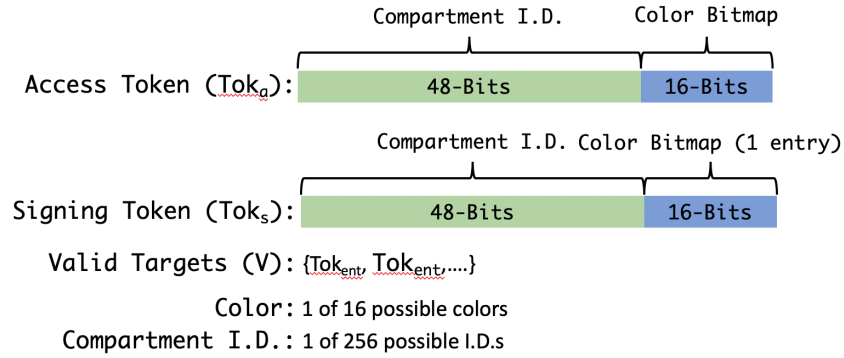 Compartment I.D. Color Bitmap
Access Token (Tokₐ): 48-Bits 16-Bits
Compartment I.D. Color Bitmap (1 entry)
Signing Token (Tokₛ): 48-Bits 16-Bits
Valid Targets (V): {Tokₑₙₜ, Tokₑₙₜ,....}
Color: 1 of 16 possible colors
Compartment I.D.: 1 of 256 possible I.D.s